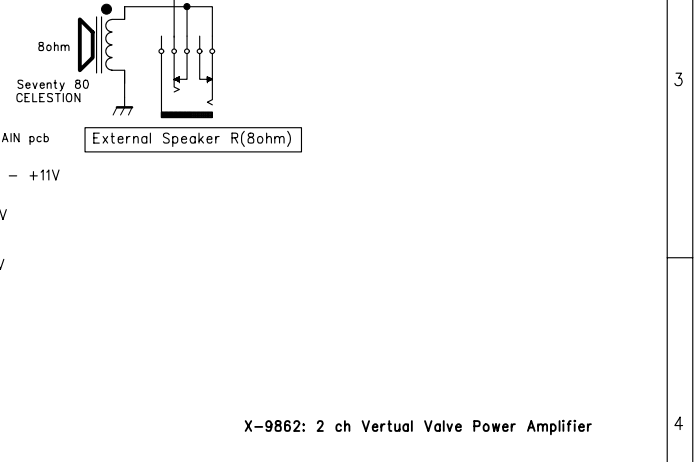 8ohm
3
Seventy 80
CELESTION
AIN pcb
External Speaker R(8ohm)
- +11V
V
V
X-9862: 2 ch Vertual Valve Power Amplifier
4